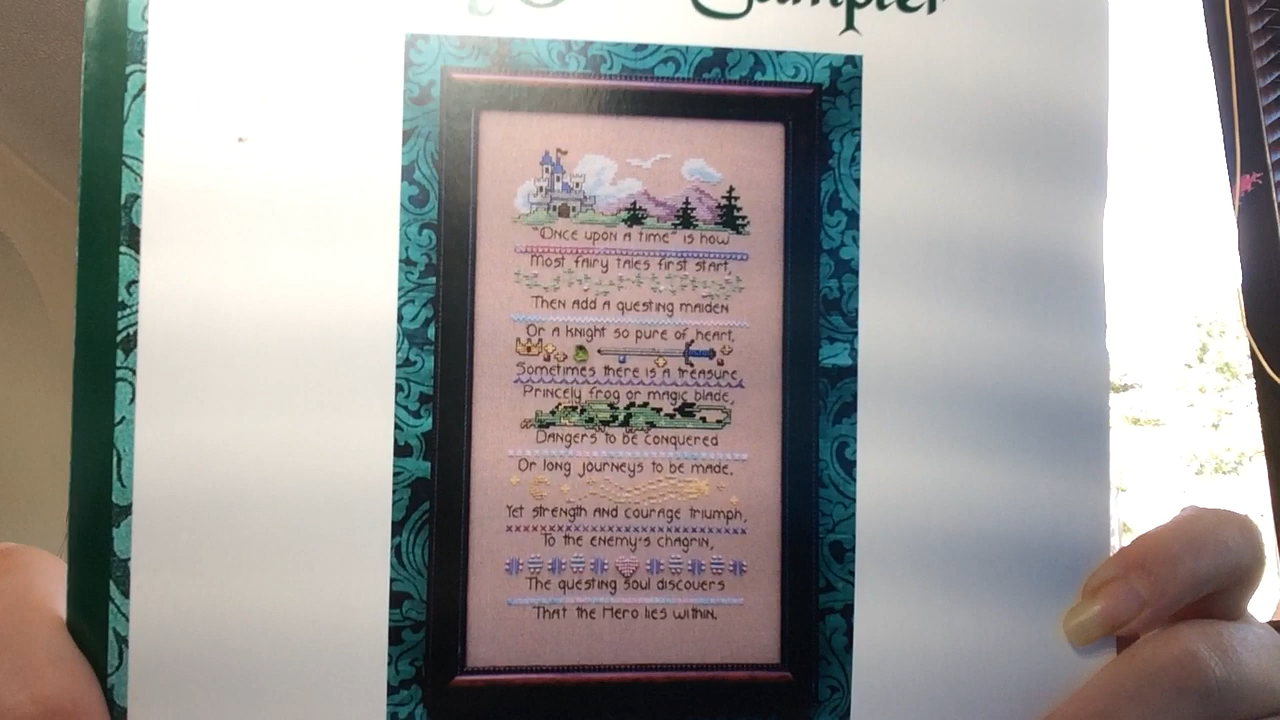 Sampler
"Once upon a time" is how
Most fairy tales first start,
Then add a questing maiden
Or a knight so pure of heart,
Sometimes there is a treasure
Princely frog or magic blade,
Dangers to be conquered
Or long journeys to be made.
Yet strength and courage triumph,
To the enemy's chagrin,
The questing soul discovers
That the Hero lies within.